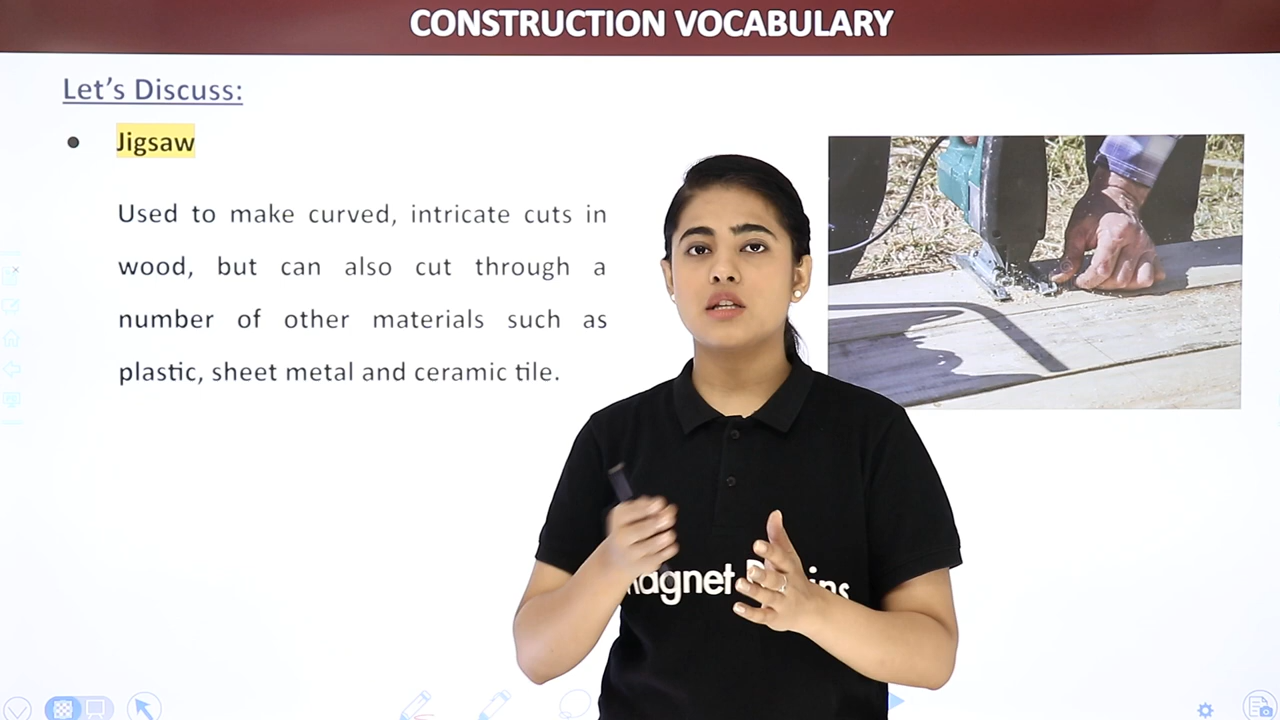 CONSTRUCTION VOCABULARY
Let's Discuss:
Jigsaw
Used to make curved, intricate cuts in
wood, but can also cut through a
number of other materials such as
plastic, sheet metal and ceramic tile.